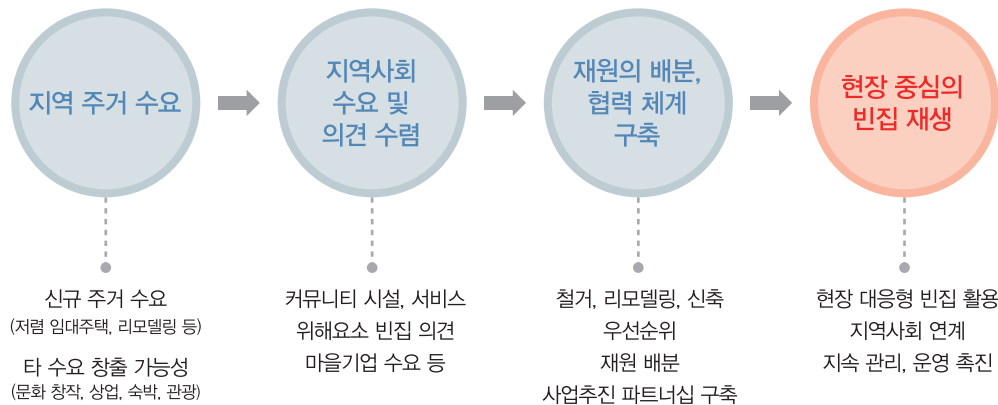 지역 주거 수요
지역사회
수요 및
의견 수렴
재원의 배분,
협력 체계
구축
현장 중심의
빈집 재생
신규 주거 수요
(저렴 임대주택, 리모델링 등)
타 수요 창출 가능성
(문화 창작, 상업, 숙박, 관광)
커뮤니티 시설, 서비스
위해요소 빈집 의견
마을기업 수요 등
철거, 리모델링, 신축
우선순위
재원 배분
사업추진 파트너십 구축
현장 대응형 빈집 활용
지역사회 연계
지속 관리, 운영 촉진